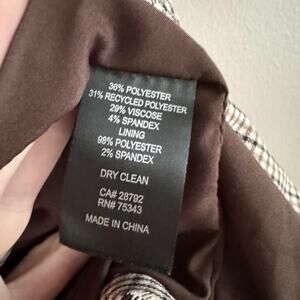 36% POLYESTER
31% RECYCLED POLYESTER
29% VISCOSE
4% SPANDEX
LINING
98% POLYESTER
2% SPANDEX
DRY CLEAN
CA# 28792
RN# 75343
MADE IN CHINA